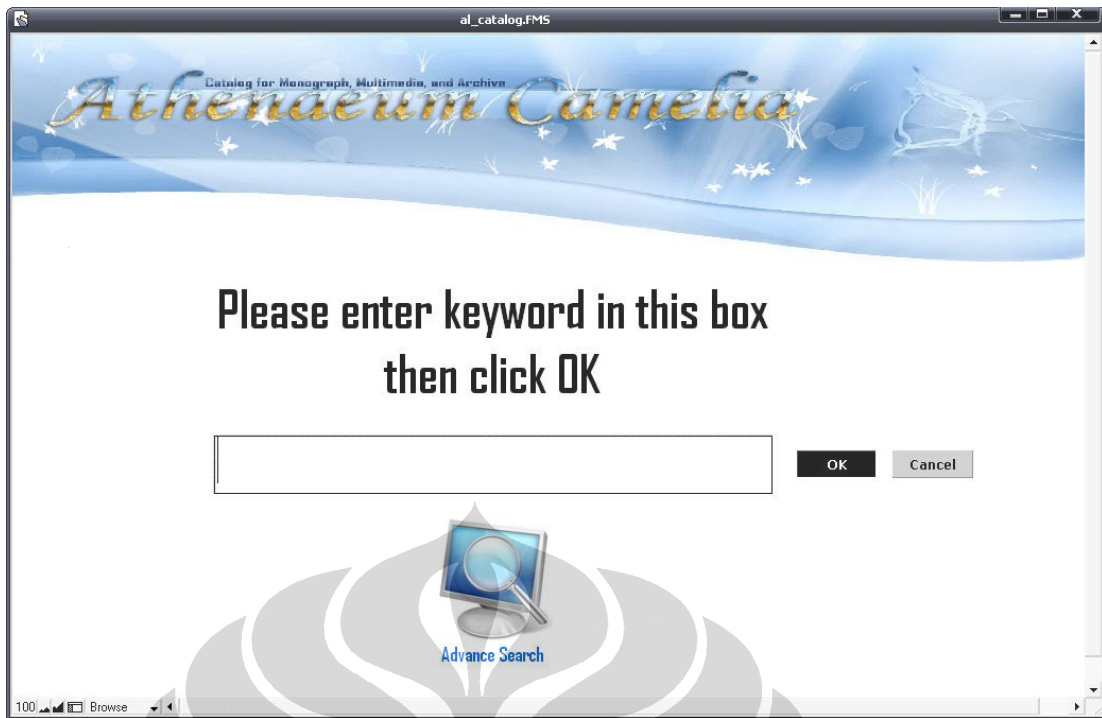 al_catalog.FMS
Catalog for Monograph, Multimedia, and Archive
Athenaeum Camelia
Please enter keyword in this box
then click OK
OK
Cancel
Advance Search
100
Browse